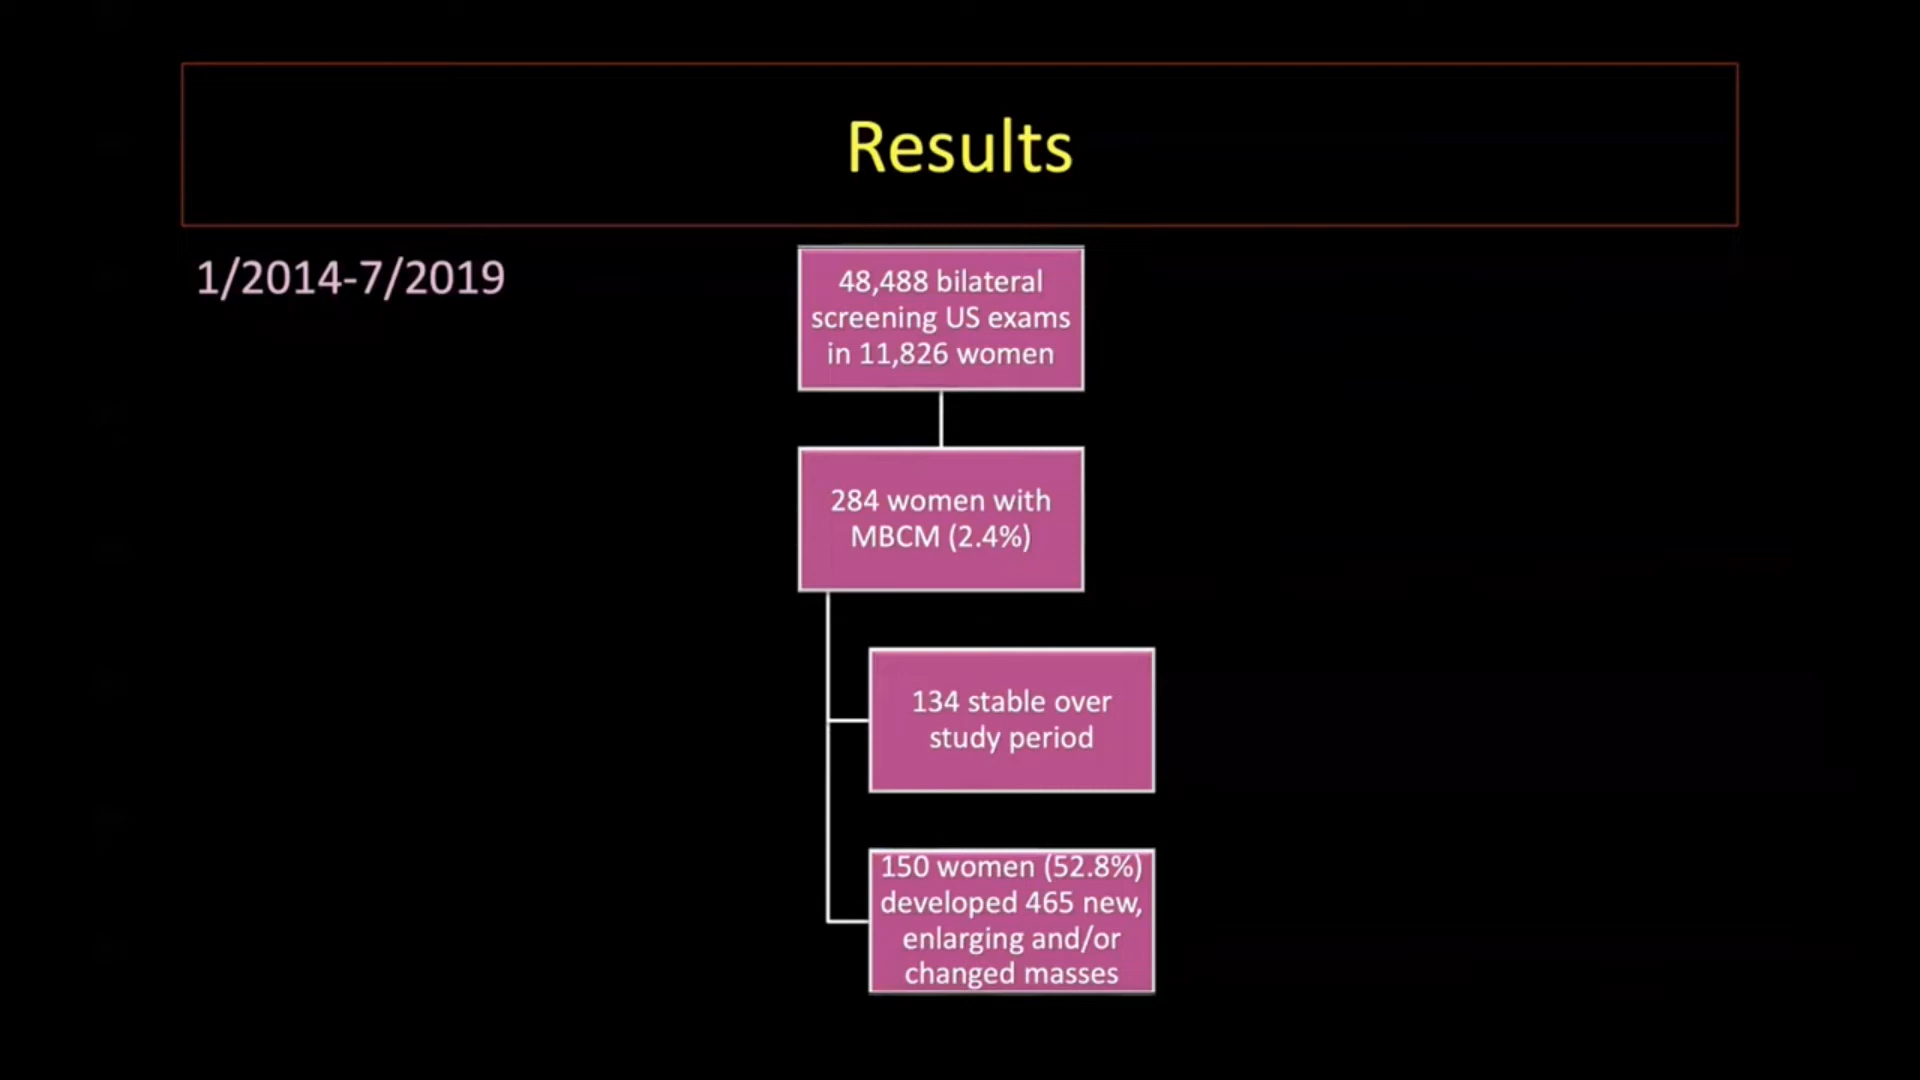 Results
1/2014-7/2019
48,488 bilateral
screening US exams
in 11,826 women
284 women with
MBCM (2.4%)
134 stable over
study period
150 women (52.8%)
developed 465 new,
enlarging and/or
changed masses